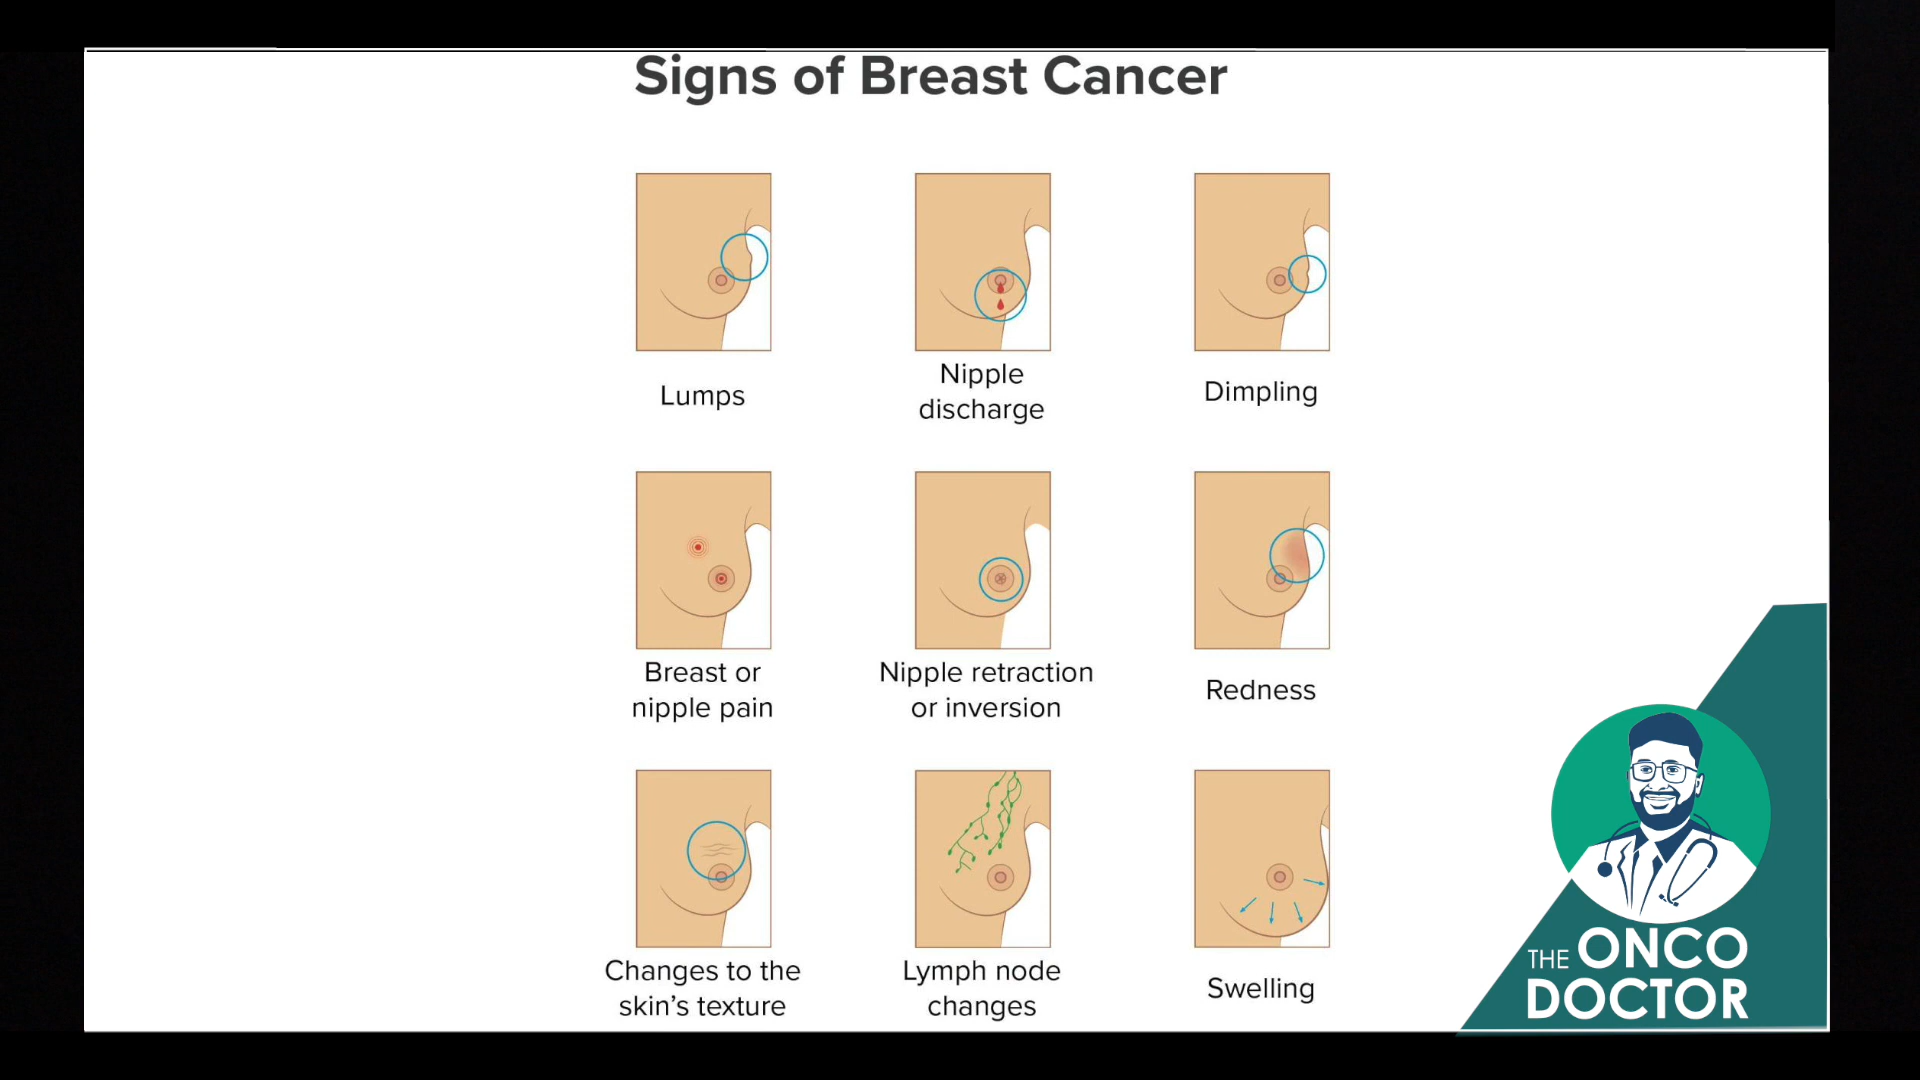 Signs of Breast Cancer
Lumps
Nipple
discharge
Dimpling
Breast or
nipple pain
Nipple retraction
or inversion
Redness
Changes to the
skin’s texture
Lymph node
changes
Swelling
THE ONCO
DOCTOR